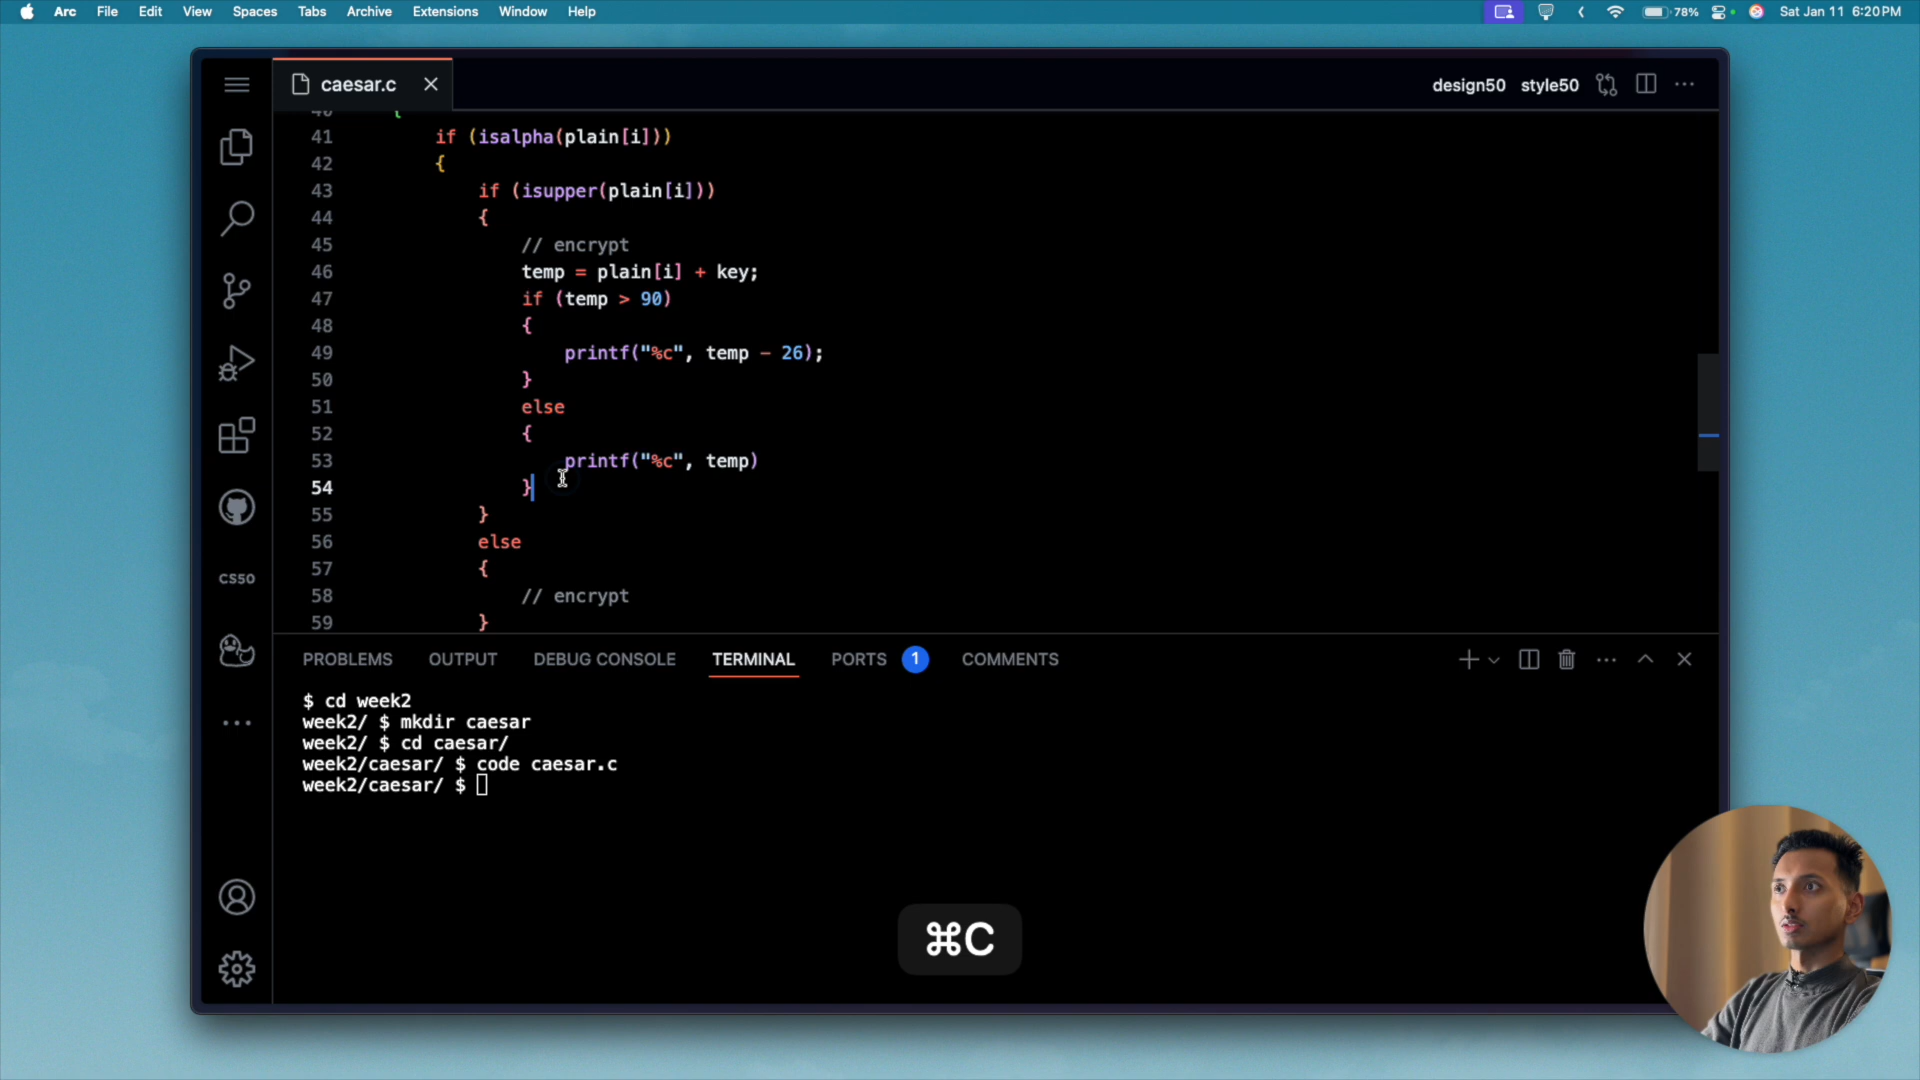 Arc File Edit View Spaces Tabs Archive Extensions Window Help 78% Sat Jan 11 6:20 PM
caesar.c design50 style50
40 {
41 if (isalpha(plain[i]))
42 {
43 if (isupper(plain[i]))
44 {
45 // encrypt
46 temp = plain[i] + key;
47 if (temp > 90)
48 {
49 printf("%c", temp - 26);
50 }
51 else
52 {
53 printf("%c", temp)
54 }
55 }
56 else
57 {
58 // encrypt
59 }
CS50
PROBLEMS OUTPUT DEBUG CONSOLE TERMINAL PORTS 1 COMMENTS
$ cd week2
week2/ $ mkdir caesar
week2/ $ cd caesar/
week2/caesar/ $ code caesar.c
week2/caesar/ $
⌘C